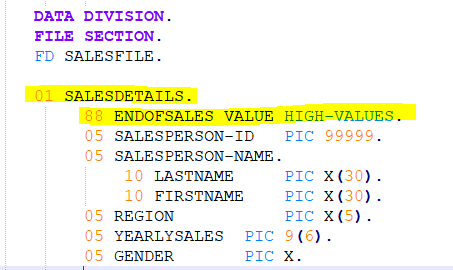 DATA DIVISION.
FILE SECTION.
FD SALESFILE.
01 SALESDETAILS.
88 ENDOFSALES VALUE HIGH-VALUES.
05 SALESPERSON-ID PIC 99999.
05 SALESPERSON-NAME.
10 LASTNAME PIC X(30).
10 FIRSTNAME PIC X(30).
05 REGION PIC X(5).
05 YEARLYSALES PIC 9(6).
05 GENDER PIC X.